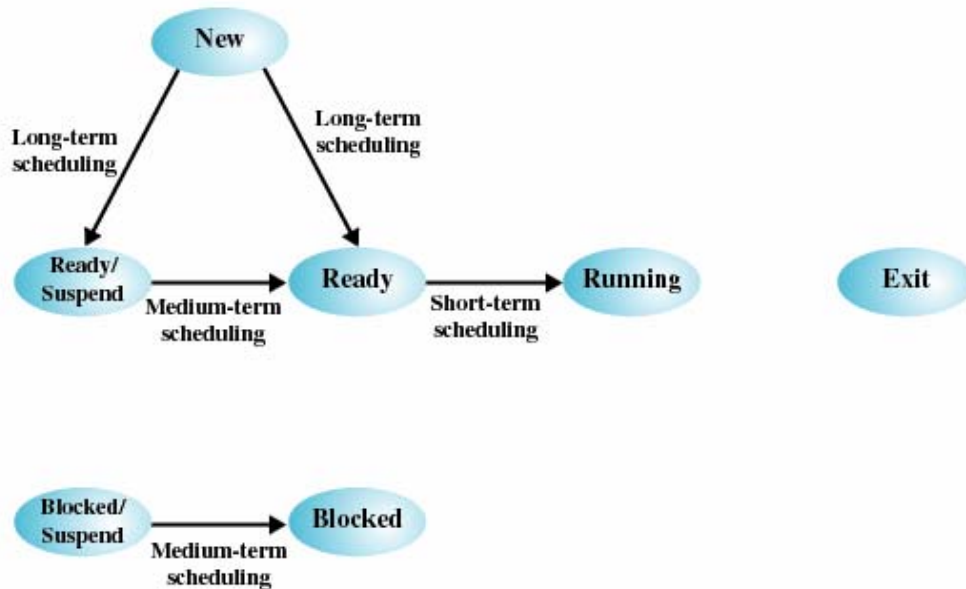 New
Long-term
scheduling
Long-term
scheduling
Ready/
Suspend
Ready
Running
Exit
Medium-term
scheduling
Short-term
scheduling
Blocked/
Suspend
Blocked
Medium-term
scheduling